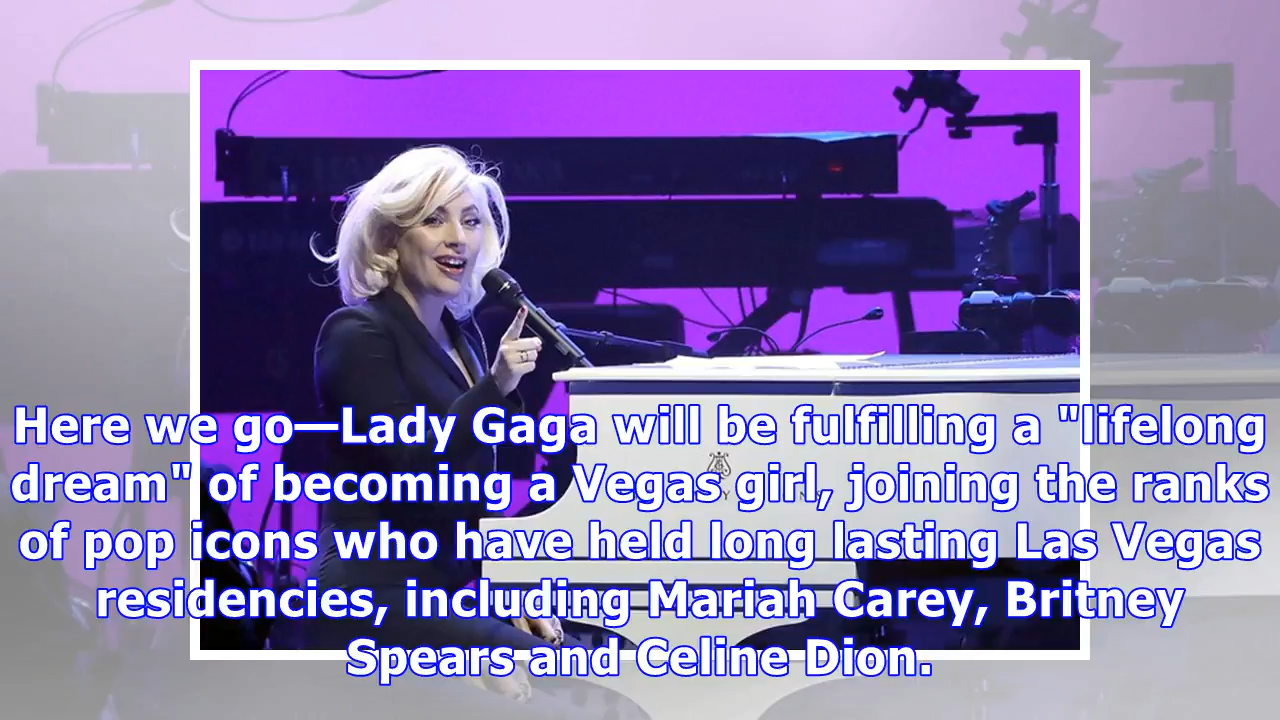 Here we go—Lady Gaga will be fulfilling a "lifelong
dream" of becoming a Vegas girl, joining the ranks
of pop icons who have held long lasting Las Vegas
residencies, including Mariah Carey, Britney
Spears and Celine Dion.